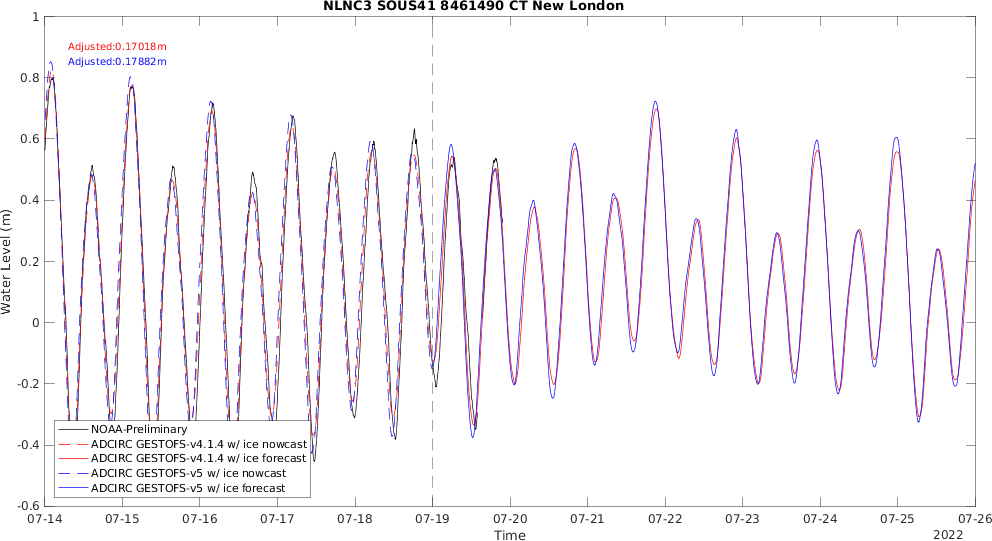 NLNC3 SOUS41 8461490 CT New London
Adjusted:0.17018m
Adjusted:0.17882m
Water Level (m)
1
0.8
0.6
0.4
0.2
0
-0.2
-0.4
-0.6
NOAA-Preliminary
ADCIRC GESTOFS-v4.1.4 w/ ice nowcast
ADCIRC GESTOFS-v4.1.4 w/ ice forecast
ADCIRC GESTOFS-v5 w/ ice nowcast
ADCIRC GESTOFS-v5 w/ ice forecast
07-14 07-15 07-16 07-17 07-18 07-19 07-20 07-21 07-22 07-23 07-24 07-25 07-26
Time
2022